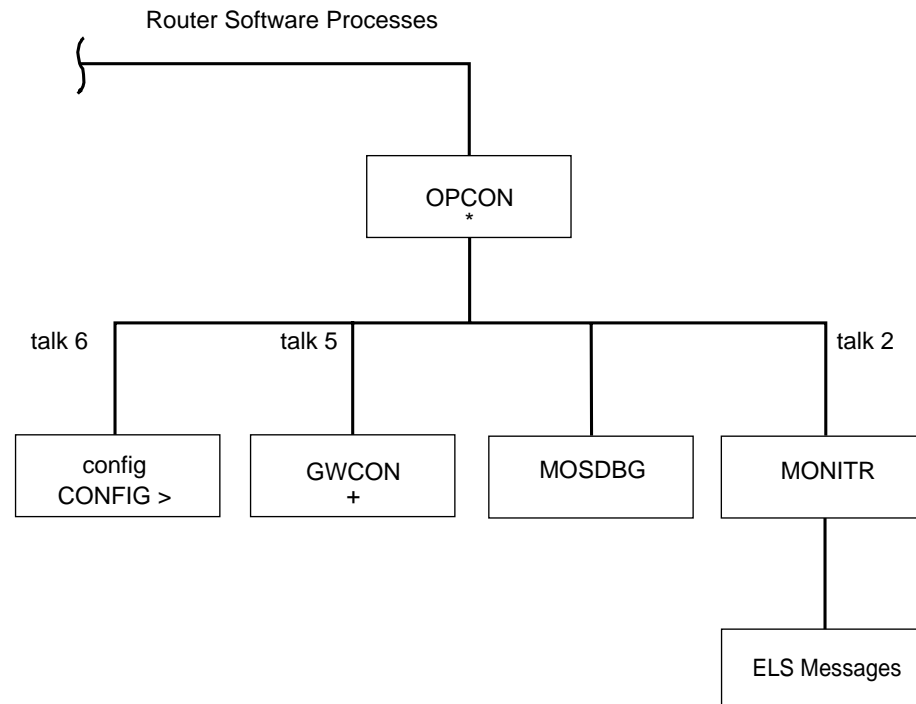 Router Software Processes
OPCON
*
talk 6
talk 5
talk 2
config
CONFIG >
GWCON
+
MOSDBG
MONITR
ELS Messages